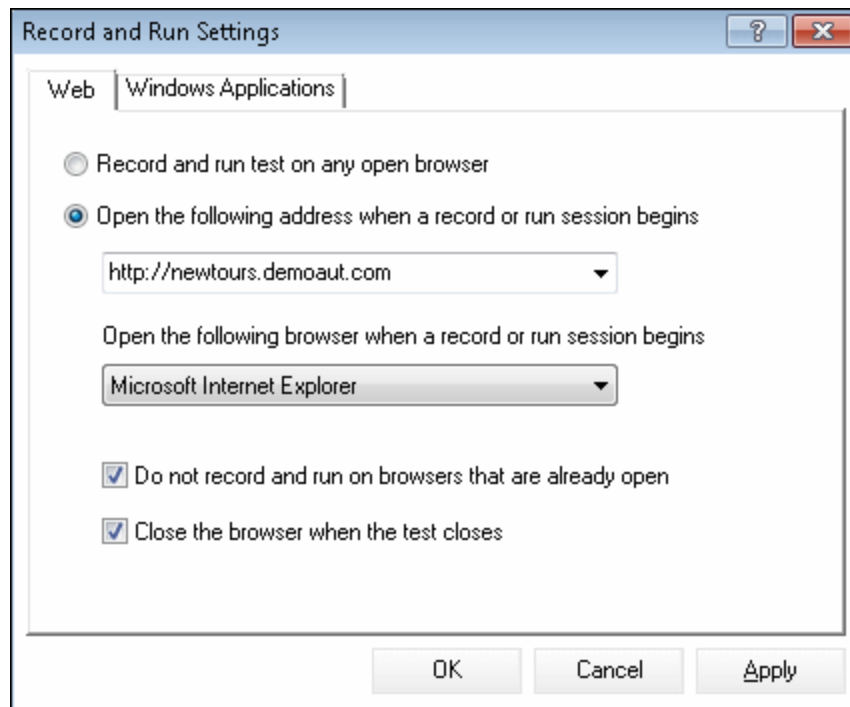 Record and Run Settings
?
Web
Windows Applications
Record and run test on any open browser
Open the following address when a record or run session begins
http://newtours.demoaut.com
Open the following browser when a record or run session begins
Microsoft Internet Explorer
Do not record and run on browsers that are already open
Close the browser when the test closes
OK
Cancel
Apply